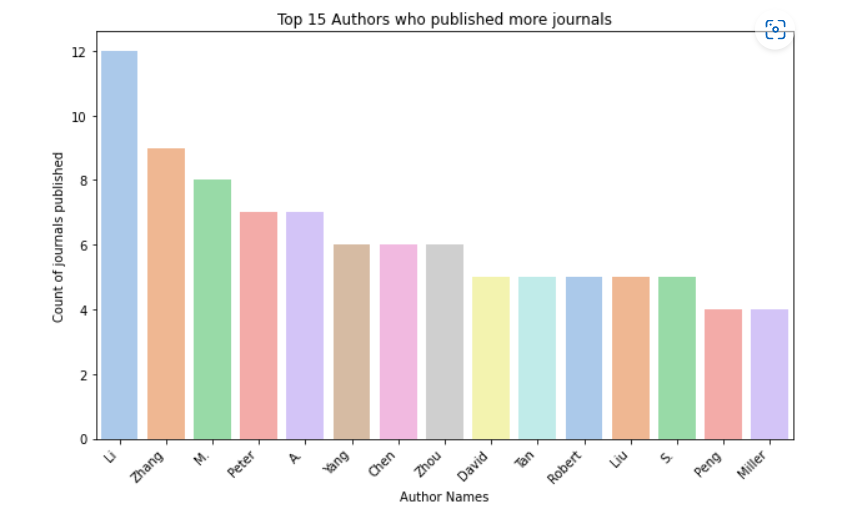 Top 15 Authors who published more journals
Count of journals published
12
10
8
6
4
2
0
Li
Zhang
M.
Peter
A.
Yang
Chen
Zhou
David
Tan
Robert
Liu
S.
Peng
Miller
Author Names